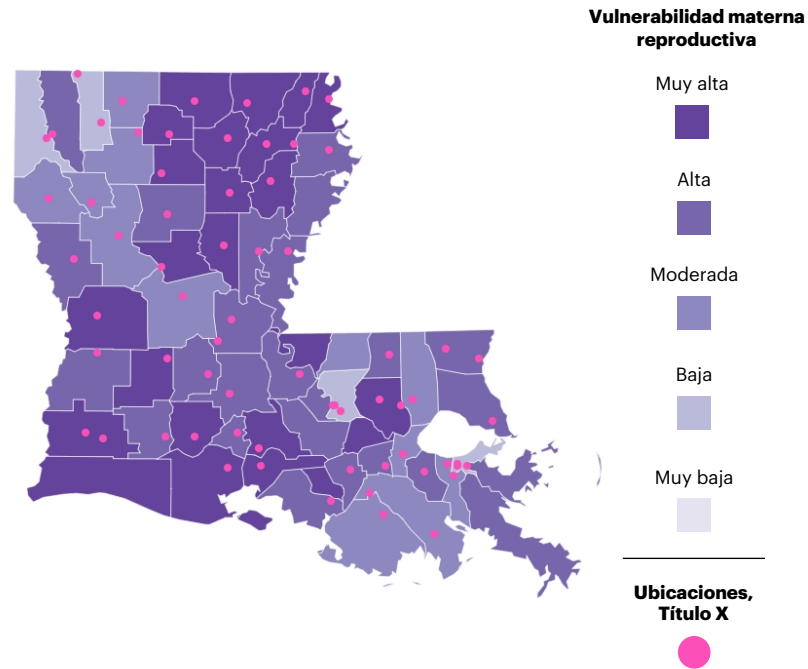 Vulnerabilidad materna
reproductiva
Muy alta
Alta
Moderada
Baja
Muy baja
Ubicaciones,
Título X